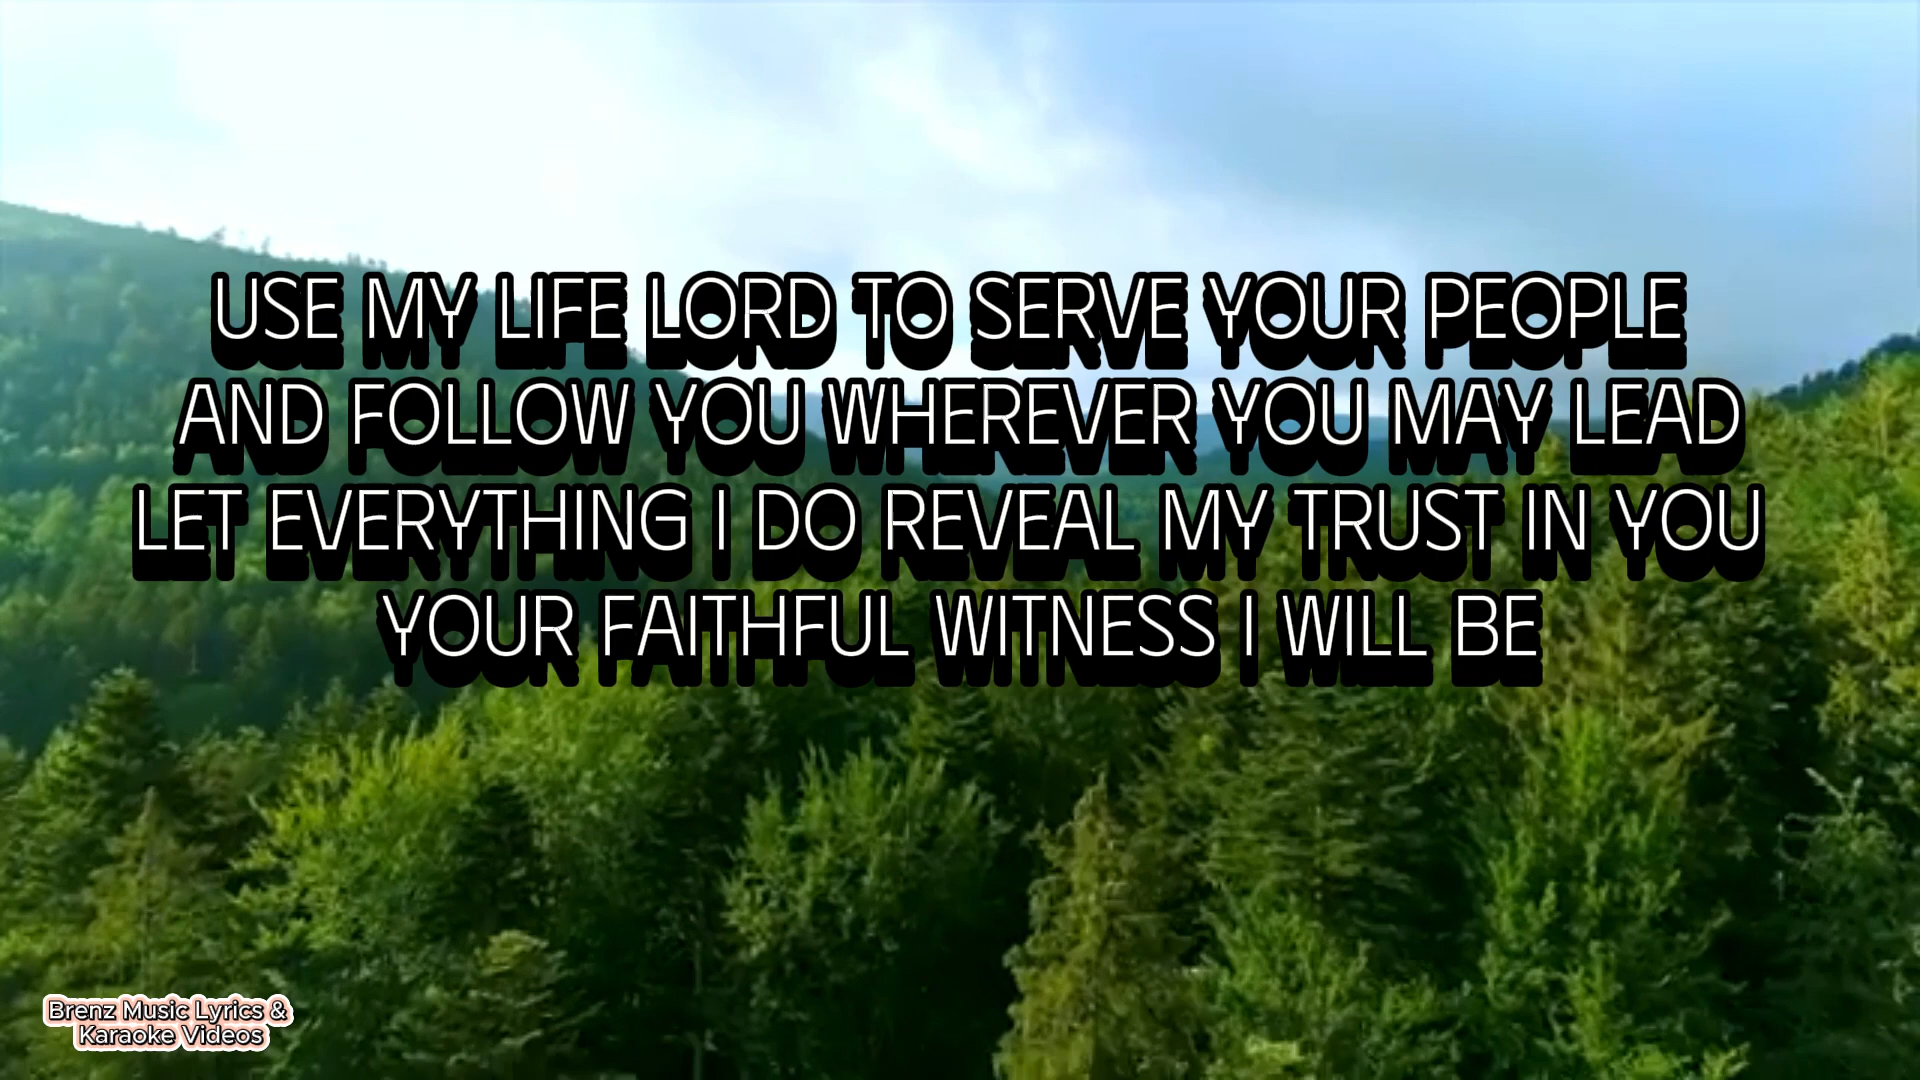 USE MY LIFE LORD TO SERVE YOUR PEOPLE
AND FOLLOW YOU WHEREVER YOU MAY LEAD
LET EVERYTHING I DO REVEAL MY TRUST IN YOU
YOUR FAITHFUL WITNESS I WILL BE
Brenz Music Lyrics &
Karaoke Videos